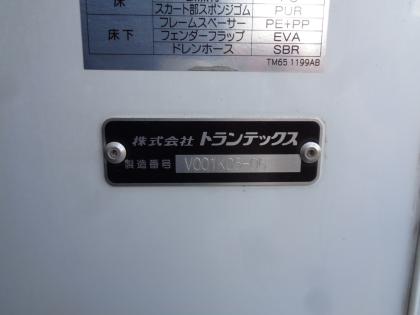 床
スカート部スポンジゴム PUR
フレームスペーサー PE+PP
床下 フェンダーフラップ EVA
ドレンホース SBR
TM65 1199AB
株式会社 トランテックス
製造番号